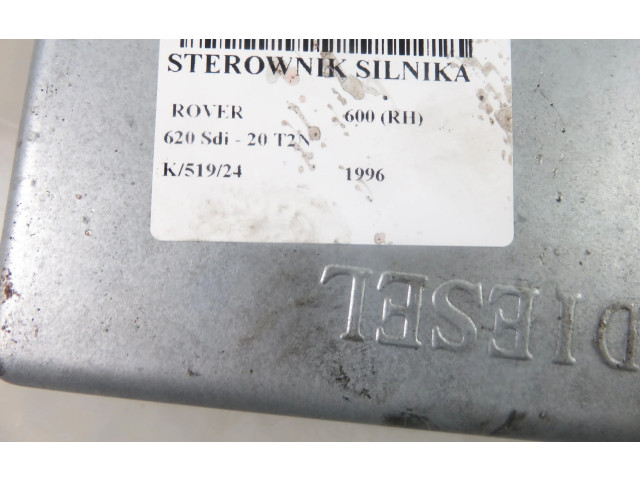 STEROWNIK SILNIKA
ROVER 600 (RH)
620 Sdi - 20 T2N
K/519/24 1996
DIESEL